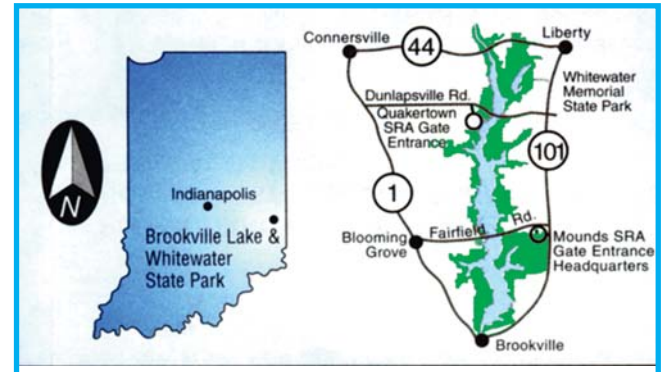 N
Indianapolis
Brookville Lake &
Whitewater
State Park
Connersville
44
Liberty
Whitewater
Memorial
State Park
Dunlapsville Rd.
Quakertown
SRA Gate
Entrance
101
1
Fairfield Rd.
Blooming
Grove
Mounds SRA
Gate Entrance
Headquarters
Brookville